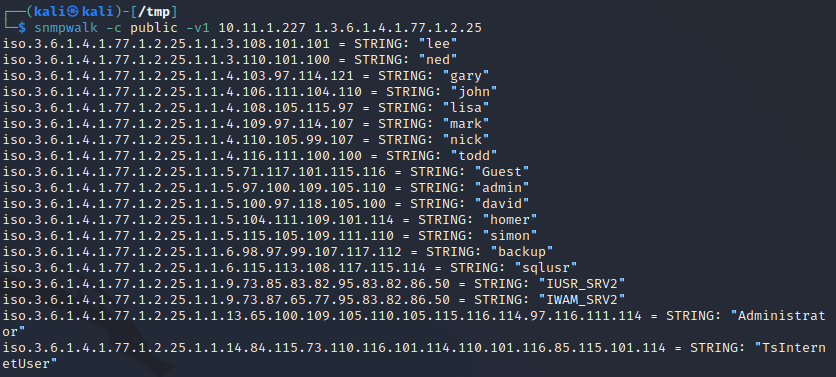 ┌──(kali㉿kali)-[/tmp]
└─$ snmpwalk -c public -v1 10.11.1.227 1.3.6.1.4.1.77.1.2.25
iso.3.6.1.4.1.77.1.2.25.1.1.3.108.101.101 = STRING: "lee"
iso.3.6.1.4.1.77.1.2.25.1.1.3.110.101.100 = STRING: "ned"
iso.3.6.1.4.1.77.1.2.25.1.1.4.103.97.114.121 = STRING: "gary"
iso.3.6.1.4.1.77.1.2.25.1.1.4.106.111.104.110 = STRING: "john"
iso.3.6.1.4.1.77.1.2.25.1.1.4.108.105.115.97 = STRING: "lisa"
iso.3.6.1.4.1.77.1.2.25.1.1.4.109.97.114.107 = STRING: "mark"
iso.3.6.1.4.1.77.1.2.25.1.1.4.110.105.99.107 = STRING: "nick"
iso.3.6.1.4.1.77.1.2.25.1.1.4.116.111.100.100 = STRING: "todd"
iso.3.6.1.4.1.77.1.2.25.1.1.5.71.117.101.115.116 = STRING: "Guest"
iso.3.6.1.4.1.77.1.2.25.1.1.5.97.100.109.105.110 = STRING: "admin"
iso.3.6.1.4.1.77.1.2.25.1.1.5.100.97.118.105.100 = STRING: "david"
iso.3.6.1.4.1.77.1.2.25.1.1.5.104.111.109.101.114 = STRING: "homer"
iso.3.6.1.4.1.77.1.2.25.1.1.5.115.105.109.111.110 = STRING: "simon"
iso.3.6.1.4.1.77.1.2.25.1.1.6.98.97.99.107.117.112 = STRING: "backup"
iso.3.6.1.4.1.77.1.2.25.1.1.6.115.113.108.117.115.114 = STRING: "sqlusr"
iso.3.6.1.4.1.77.1.2.25.1.1.9.73.85.83.82.95.83.82.86.50 = STRING: "IUSR_SRV2"
iso.3.6.1.4.1.77.1.2.25.1.1.9.73.87.65.77.95.83.82.86.50 = STRING: "IWAM_SRV2"
iso.3.6.1.4.1.77.1.2.25.1.1.13.65.100.109.105.110.105.115.116.114.97.116.111.114 = STRING: "Administrat
or"
iso.3.6.1.4.1.77.1.2.25.1.1.14.84.115.73.110.116.101.114.110.101.116.85.115.101.114 = STRING: "TsIntern
etUser"